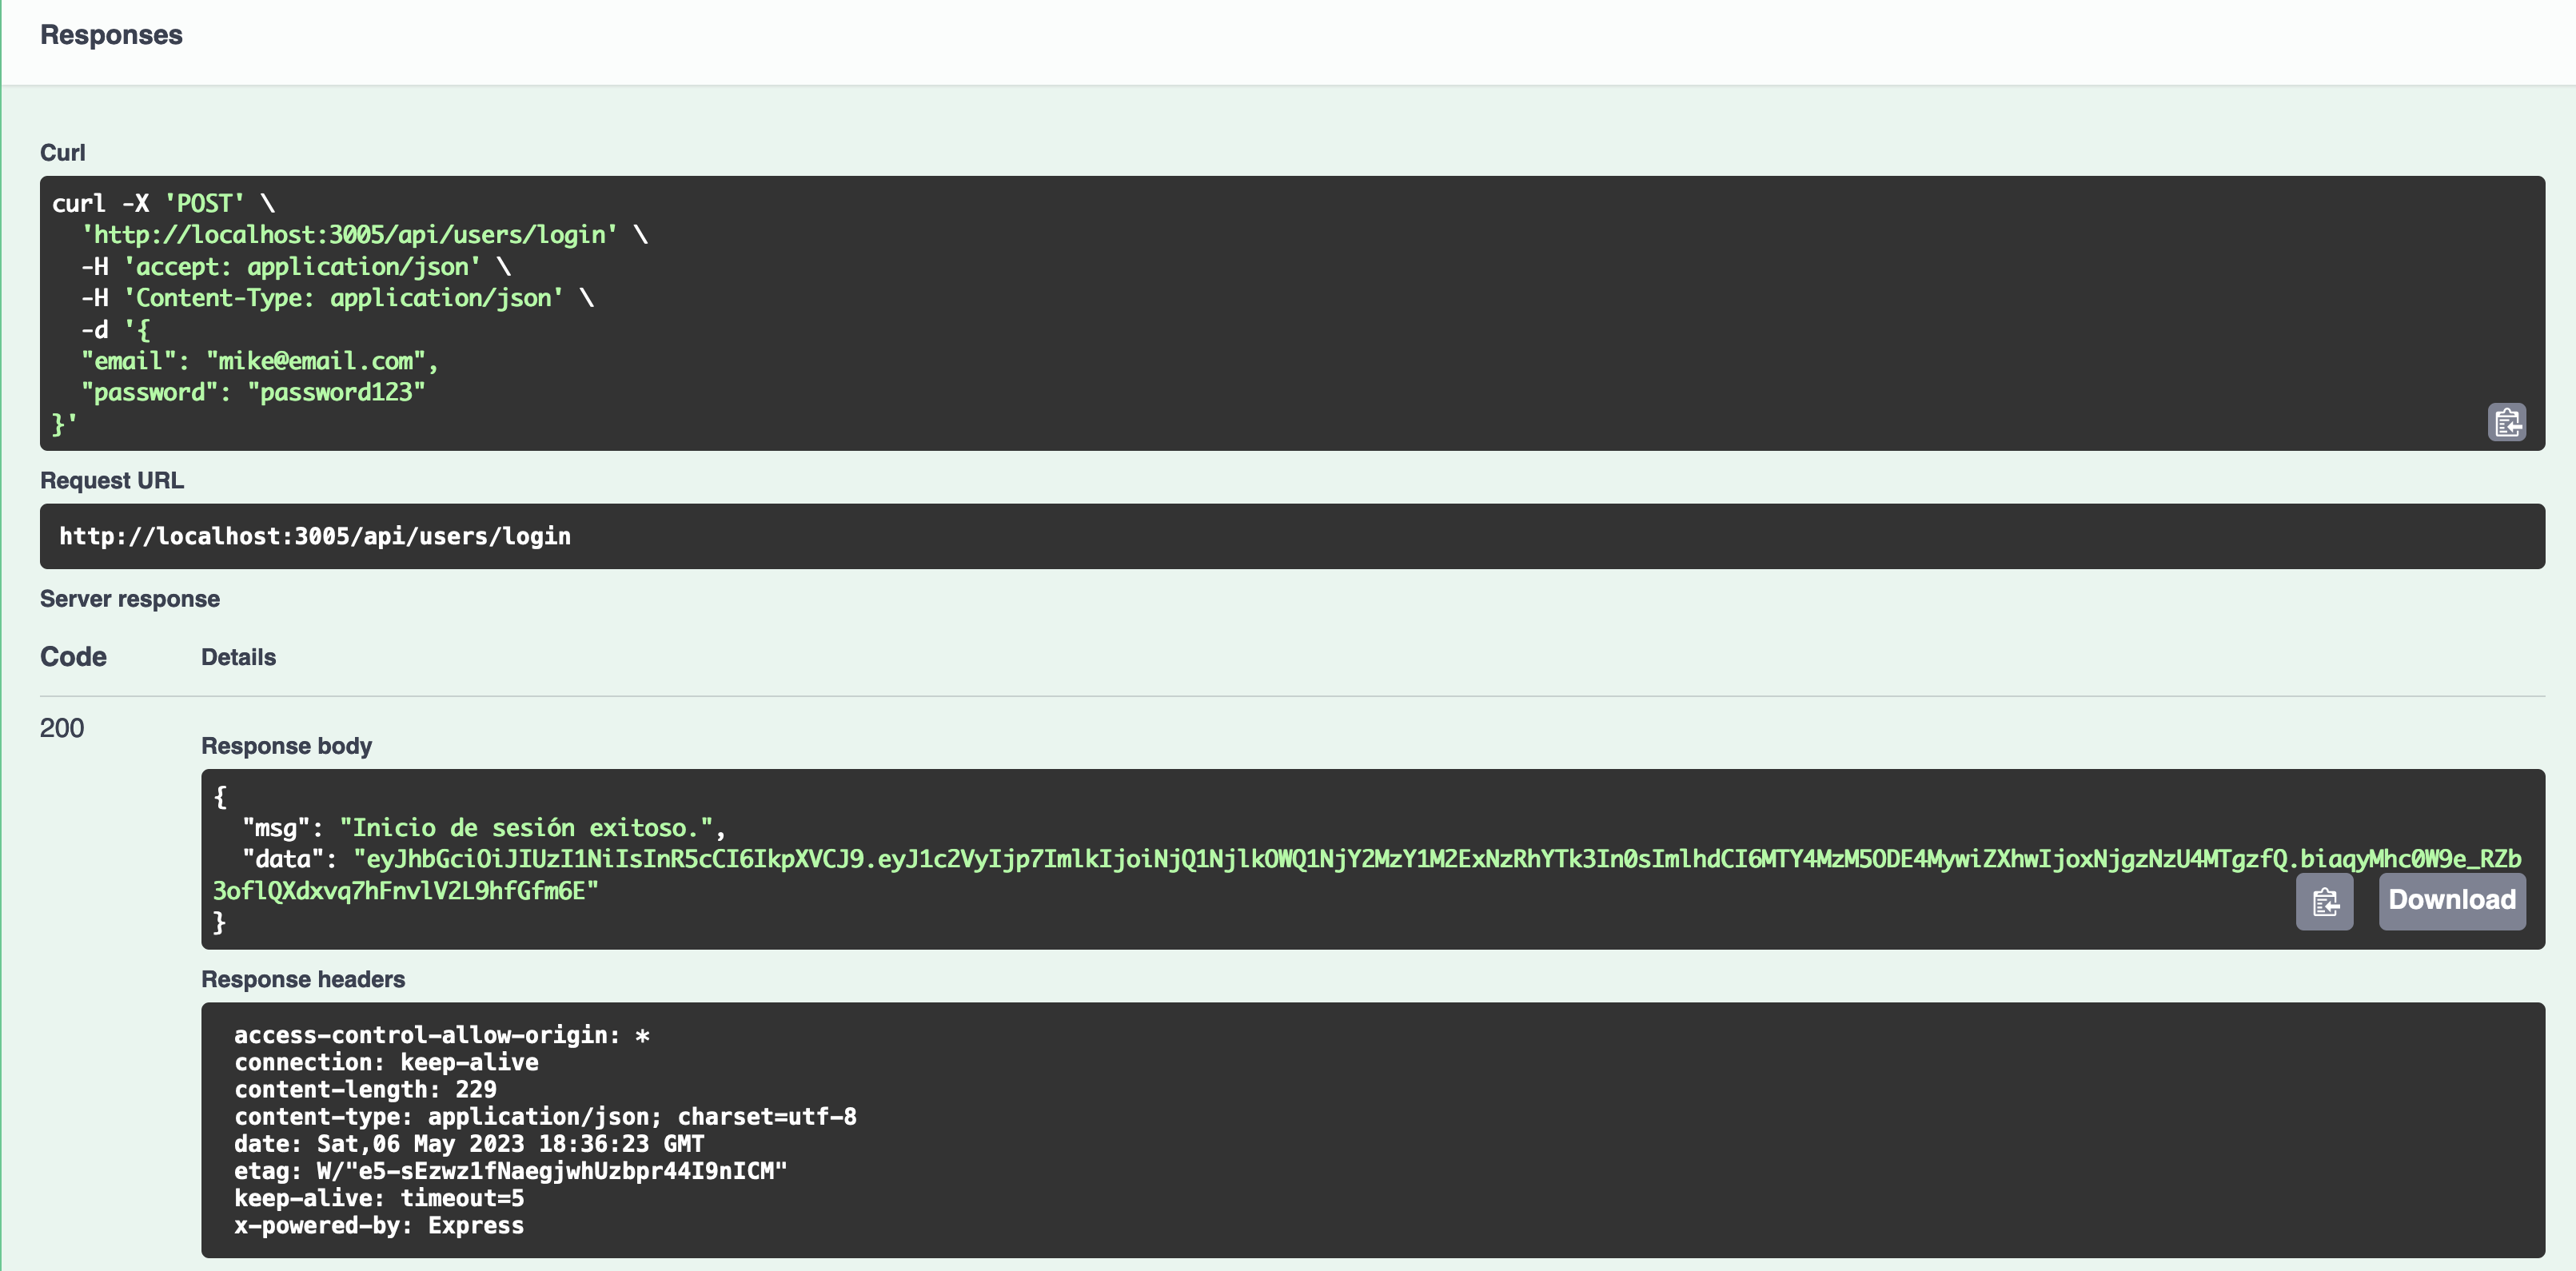 Responses
Curl
curl -X 'POST' \
  'http://localhost:3005/api/users/login' \
  -H 'accept: application/json' \
  -H 'Content-Type: application/json' \
  -d '{
  "email": "mike@email.com",
  "password": "password123"
}'
Request URL
http://localhost:3005/api/users/login
Server response
Code Details
200
Response body
{
  "msg": "Inicio de sesión exitoso.",
  "data": "eyJhbGciOiJIUzI1NiIsInR5cCI6IkpXVCJ9.eyJ1c2VyIjp7ImlkIjoiNjQ1NjlkOWQ1NjY2MzY1M2ExNzRhYTk3In0sImlhdCI6MTY4MzM5ODE4MywiZXhwIjoxNjgzNzU4MTgzfQ.biaqyMhc0W9e_RZb
3oflQXdxvq7hFnvlV2L9hfGfm6E"
}
Download
Response headers
access-control-allow-origin: *
connection: keep-alive
content-length: 229
content-type: application/json; charset=utf-8
date: Sat,06 May 2023 18:36:23 GMT
etag: W/"e5-sEzwz1fNaegjwhUzbpr44I9nICM"
keep-alive: timeout=5
x-powered-by: Express